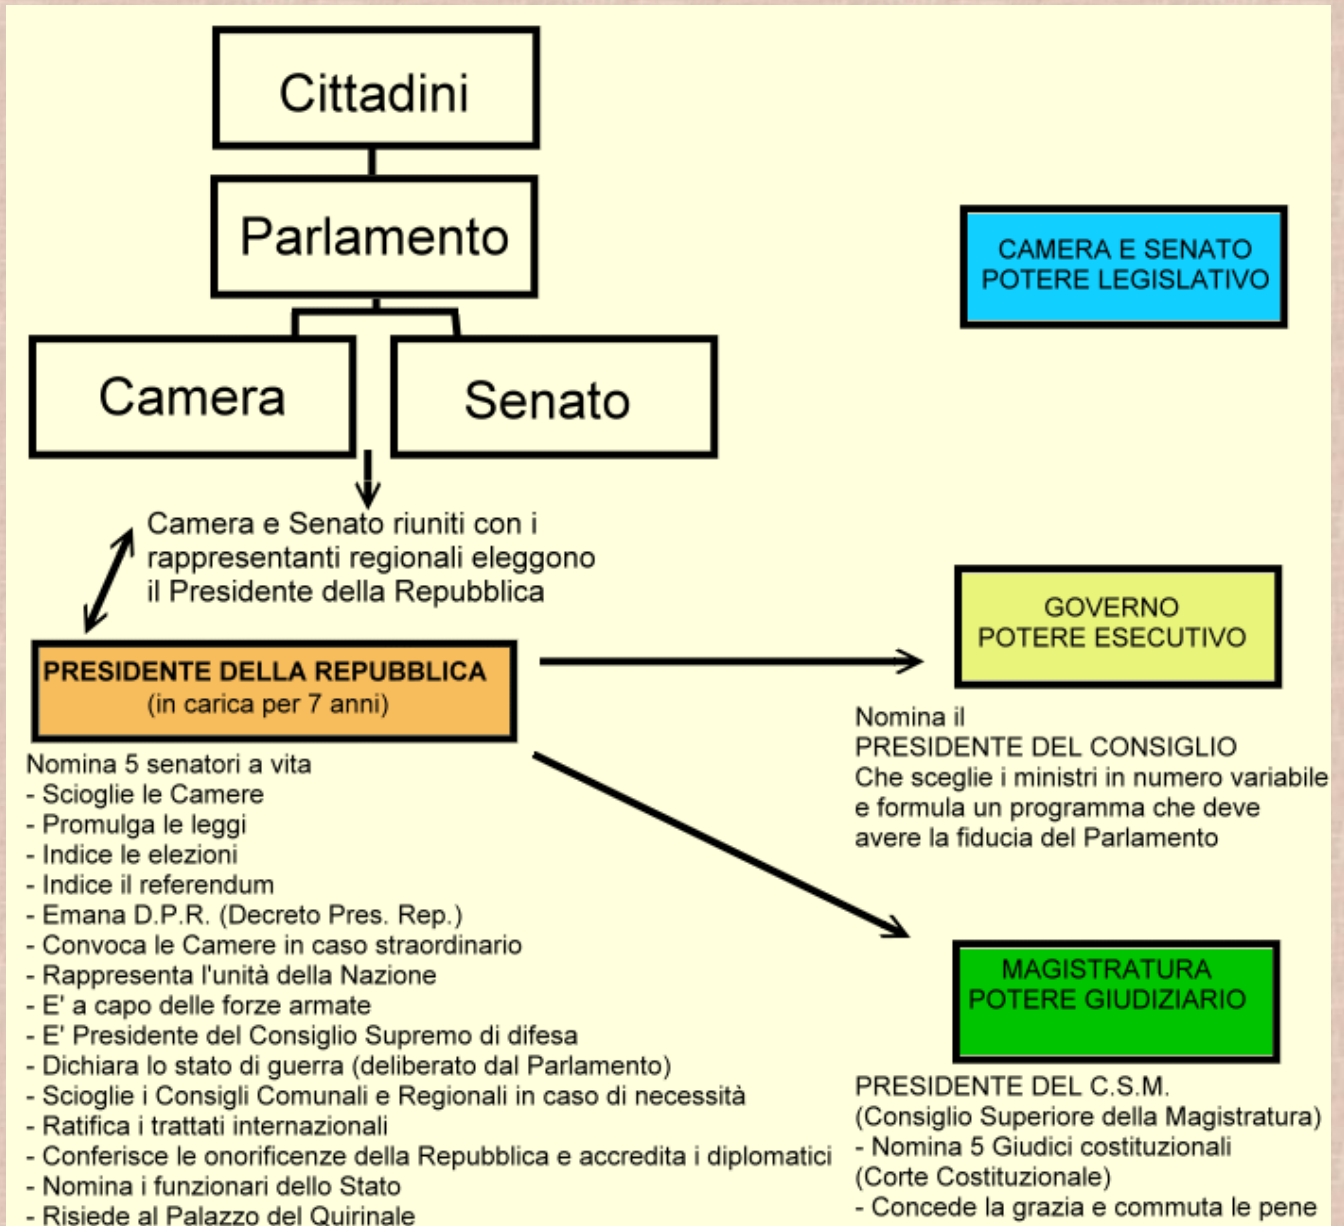 Cittadini
Parlamento
CAMERA E SENATO
POTERE LEGISLATIVO
Camera
Senato
Camera e Senato riuniti con i
rappresentanti regionali eleggono
il Presidente della Repubblica
PRESIDENTE DELLA REPUBBLICA
(in carica per 7 anni)
Nomina 5 senatori a vita
- Scioglie le Camere
- Promulga le leggi
- Indice le elezioni
- Indice il referendum
- Emana D.P.R. (Decreto Pres. Rep.)
- Convoca le Camere in caso straordinario
- Rappresenta l'unità della Nazione
- E' a capo delle forze armate
- E' Presidente del Consiglio Supremo di difesa
- Dichiara lo stato di guerra (deliberato dal Parlamento)
- Scioglie i Consigli Comunali e Regionali in caso di necessità
- Ratifica i trattati internazionali
- Conferisce le onorificenze della Repubblica e accredita i diplomatici
- Nomina i funzionari dello Stato
- Risiede al Palazzo del Quirinale
GOVERNO
POTERE ESECUTIVO
Nomina il
PRESIDENTE DEL CONSIGLIO
Che sceglie i ministri in numero variabile
e formula un programma che deve
avere la fiducia del Parlamento
MAGISTRATURA
POTERE GIUDIZIARIO
PRESIDENTE DEL C.S.M.
(Consiglio Superiore della Magistratura)
- Nomina 5 Giudici costituzionali
(Corte Costituzionale)
- Concede la grazia e commuta le pene